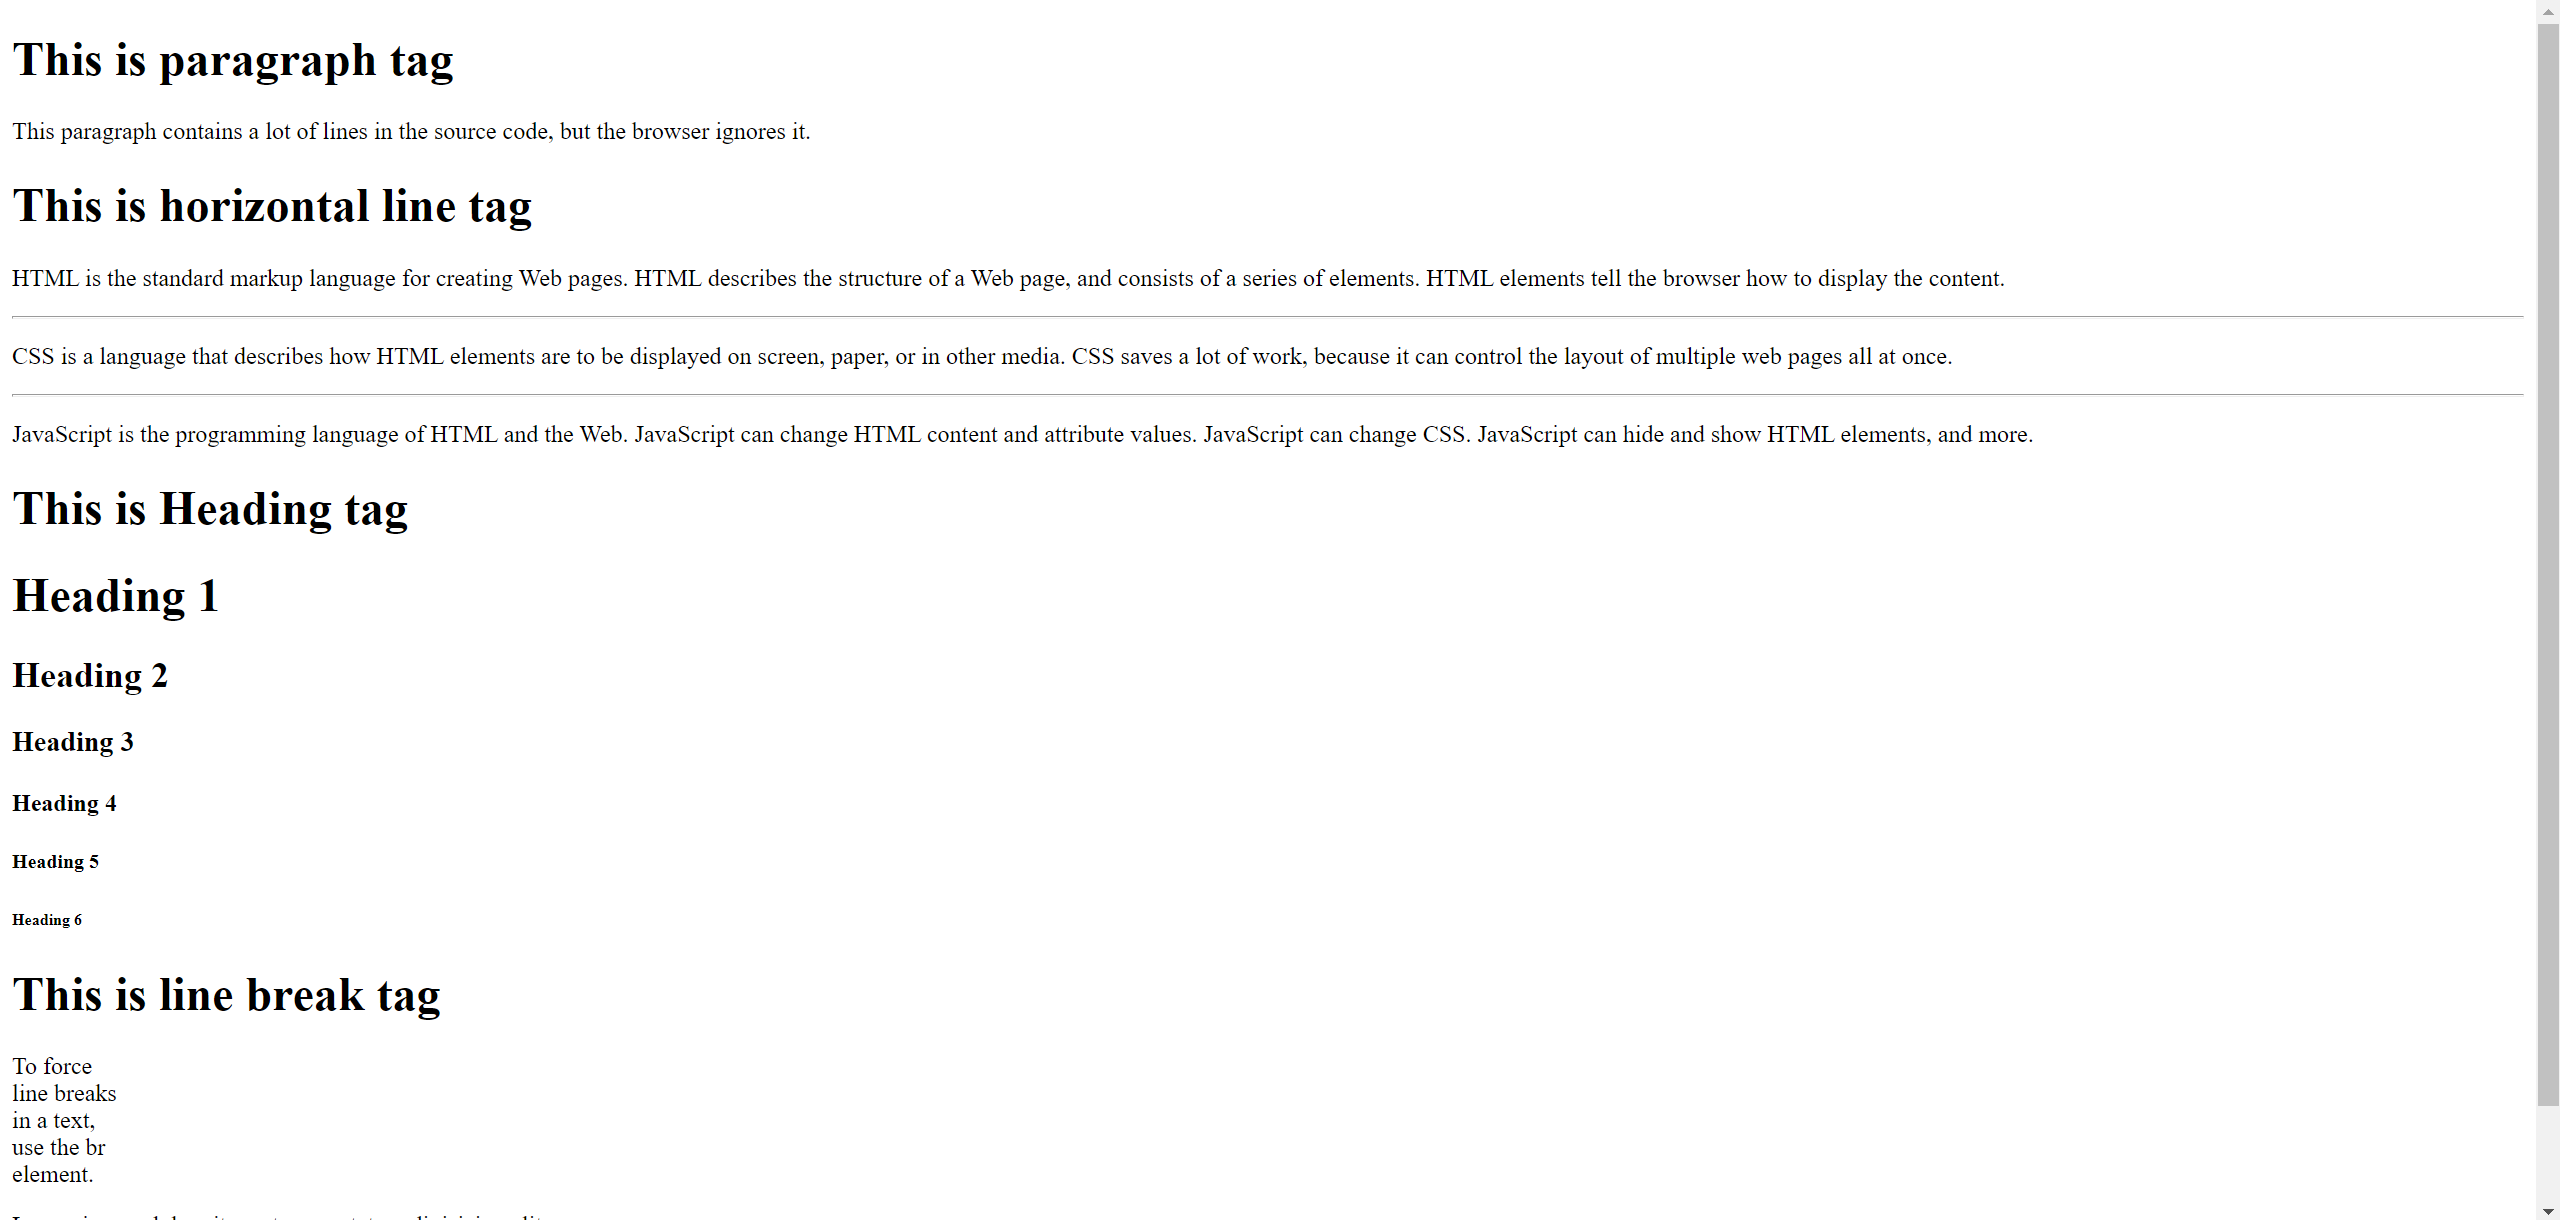 This is paragraph tag
This paragraph contains a lot of lines in the source code, but the browser ignores it.
This is horizontal line tag
HTML is the standard markup language for creating Web pages. HTML describes the structure of a Web page, and consists of a series of elements. HTML elements tell the browser how to display the content.
CSS is a language that describes how HTML elements are to be displayed on screen, paper, or in other media. CSS saves a lot of work, because it can control the layout of multiple web pages all at once.
JavaScript is the programming language of HTML and the Web. JavaScript can change HTML content and attribute values. JavaScript can change CSS. JavaScript can hide and show HTML elements, and more.
This is Heading tag
Heading 1
Heading 2
Heading 3
Heading 4
Heading 5
Heading 6
This is line break tag
To force
line breaks
in a text,
use the br
element.